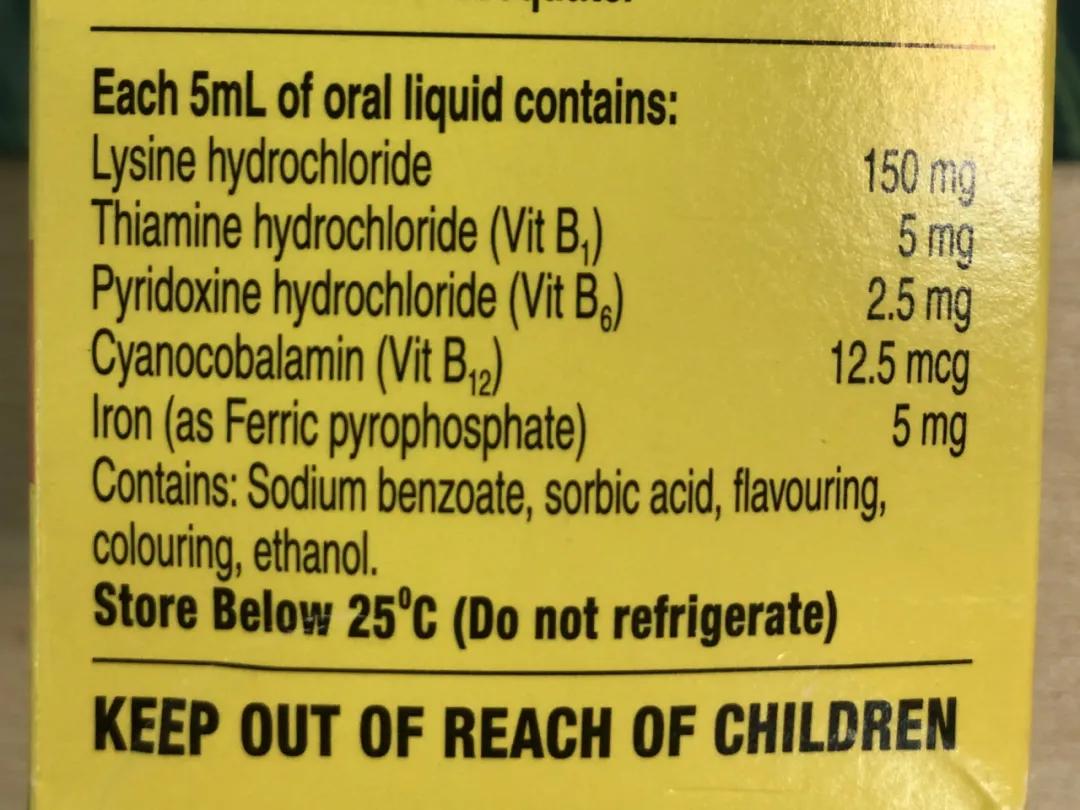 Each 5mL of oral liquid contains:
Lysine hydrochloride 150 mg
Thiamine hydrochloride (Vit B₁) 5 mg
Pyridoxine hydrochloride (Vit B₆) 2.5 mg
Cyanocobalamin (Vit B₁₂) 12.5 mcg
Iron (as Ferric pyrophosphate) 5 mg
Contains: Sodium benzoate, sorbic acid, flavouring,
colouring, ethanol.
Store Below 25⁰C (Do not refrigerate)
KEEP OUT OF REACH OF CHILDREN